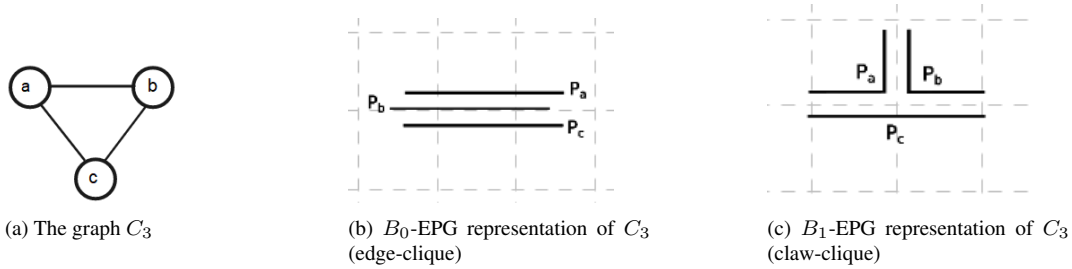 a
b
c
P_a
P_b
P_c
P_a
P_b
P_c
(a) The graph C_3
(b) B_0-EPG representation of C_3
(edge-clique)
(c) B_1-EPG representation of C_3
(claw-clique)